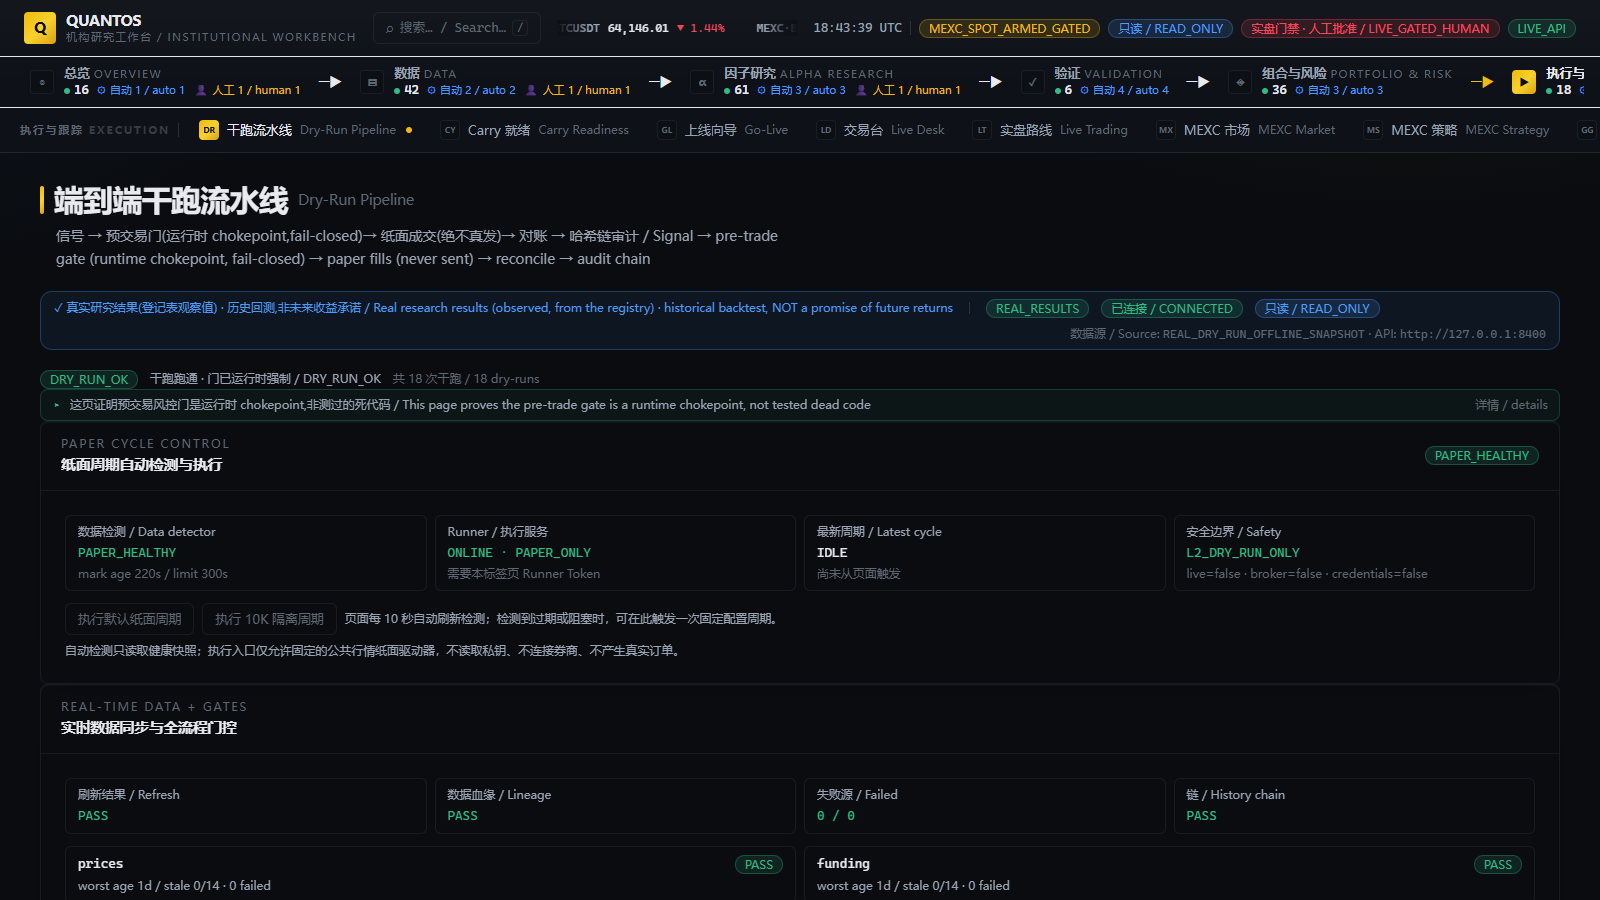 Q
QUANTOS
机构研究工作台 / INSTITUTIONAL WORKBENCH
搜索... / Search... /
TCUSDT 64,146.01 ▼ 1.44% MEXC·
18:43:39 UTC
MEXC_SPOT_ARMED_GATED
只读 / READ_ONLY
实盘门禁 · 人工批准 / LIVE_GATED_HUMAN
LIVE_API
总览 OVERVIEW
16 自动 1 / auto 1 人工 1 / human 1
数据 DATA
42 自动 2 / auto 2 人工 1 / human 1
α 因子研究 ALPHA RESEARCH
61 自动 3 / auto 3 人工 1 / human 1
✓ 验证 VALIDATION
6 自动 4 / auto 4
组合与风险 PORTFOLIO & RISK
36 自动 3 / auto 3
执行与
18
执行与跟踪 EXECUTION
DR 干跑流水线 Dry-Run Pipeline
CY Carry 就绪 Carry Readiness
GL 上线向导 Go-Live
LD 交易台 Live Desk
LT 实盘路线 Live Trading
MX MEXC 市场 MEXC Market
MS MEXC 策略 MEXC Strategy
GG
端到端干跑流水线 Dry-Run Pipeline
信号 → 预交易门(运行时 chokepoint,fail-closed)→ 纸面成交(绝不真发)→ 对账 → 哈希链审计 / Signal → pre-trade
gate (runtime chokepoint, fail-closed) → paper fills (never sent) → reconcile → audit chain
✓ 真实研究结果(登记表观察值) · 历史回测,非未来收益承诺 / Real research results (observed, from the registry) · historical backtest, NOT a promise of future returns
REAL_RESULTS
已连接 / CONNECTED
只读 / READ_ONLY
数据源 / Source: REAL_DRY_RUN_OFFLINE_SNAPSHOT · API: http://127.0.0.1:8400
DRY_RUN_OK 干跑跑通 · 门已运行时强制 / DRY_RUN_OK 共 18 次干跑 / 18 dry-runs
▸ 这页证明预交易风控门是运行时 chokepoint,非测过的死代码 / This page proves the pre-trade gate is a runtime chokepoint, not tested dead code
详情 / details
PAPER CYCLE CONTROL
纸面周期自动检测与执行
PAPER_HEALTHY
数据检测 / Data detector
PAPER_HEALTHY
mark age 220s / limit 300s
Runner / 执行服务
ONLINE · PAPER_ONLY
需要本标签页 Runner Token
最新周期 / Latest cycle
IDLE
尚未从页面触发
安全边界 / Safety
L2_DRY_RUN_ONLY
live=false · broker=false · credentials=false
执行默认纸面周期
执行 10K 隔离周期
页面每 10 秒自动刷新检测；检测到过期或阻塞时，可在此触发一次固定配置周期。
自动检测只读取健康快照；执行入口仅允许固定的公共行情纸面驱动器，不读取私钥、不连接券商、不产生真实订单。
REAL-TIME DATA + GATES
实时数据同步与全流程门控
刷新结果 / Refresh
PASS
数据血缘 / Lineage
PASS
失败源 / Failed
0 / 0
链 / History chain
PASS
prices
PASS
worst age 1d / stale 0/14 · 0 failed
funding
PASS
worst age 1d / stale 0/14 · 0 failed